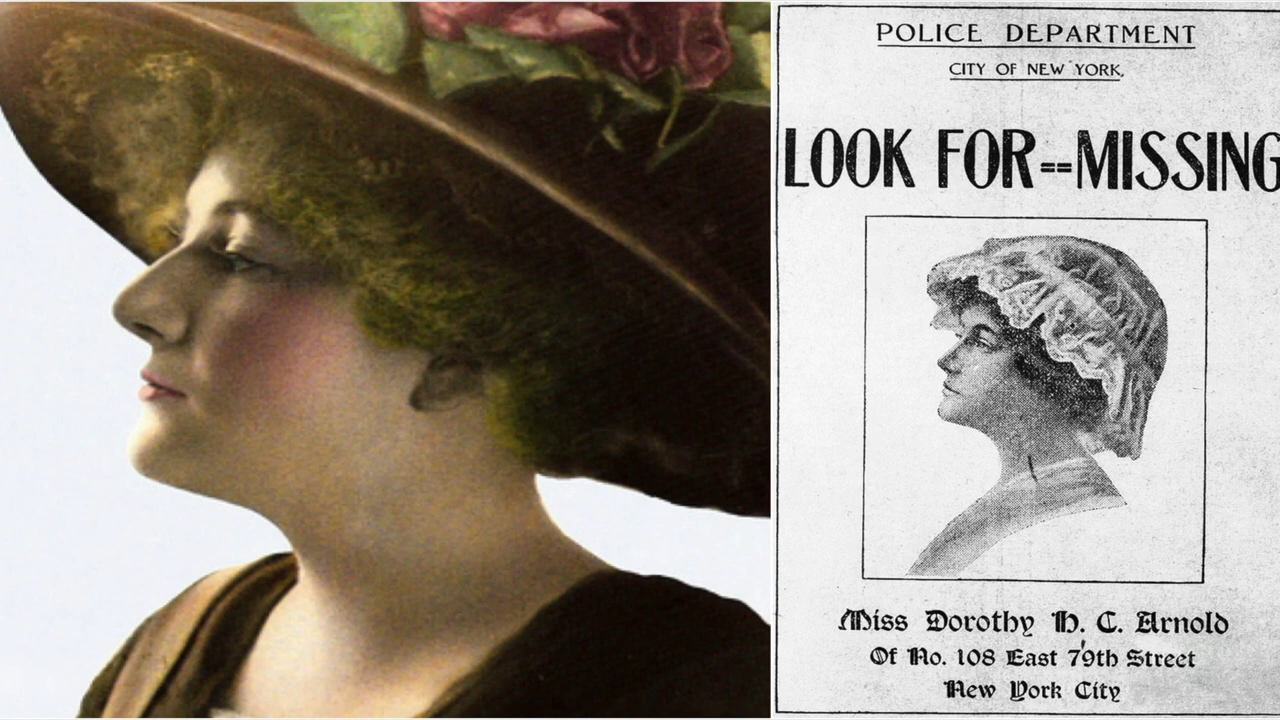 POLICE DEPARTMENT
CITY OF NEW YORK,
LOOK FOR--MISSING
Miss Dorothy H. C. Arnold
Of No. 108 East 79th Street
New York City